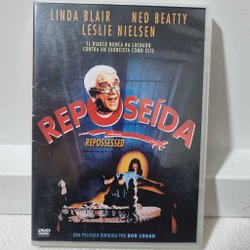 LINDA BLAIR NED BEATTY
LESLIE NIELSEN
EL DIABLO NUNCA HA LUCHADO
CONTRA UN EXORCISTA COMO ESTE
REPOSEÍDA
REPOSSESSED
DVD
UNA PELICULA DIRIGIDA POR BOB LOGAN